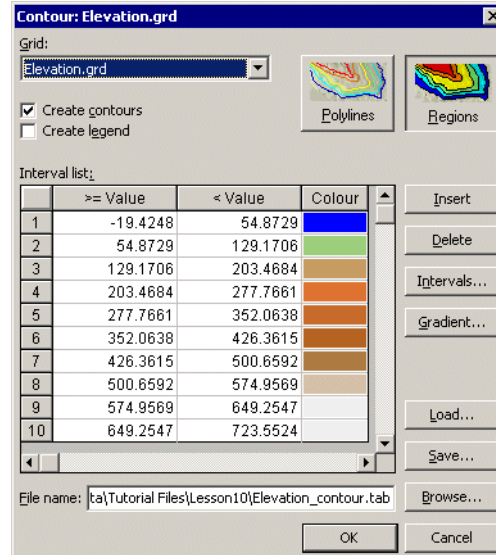 Contour: Elevation.grd
Grid:
Elevation.grd
Create contours
Create legend
Polylines
Regions
Interval list:
>= Value < Value Colour
1 -19.4248 54.8729
2 54.8729 129.1706
3 129.1706 203.4684
4 203.4684 277.7661
5 277.7661 352.0638
6 352.0638 426.3615
7 426.3615 500.6592
8 500.6592 574.9569
9 574.9569 649.2547
10 649.2547 723.5524
Insert
Delete
Intervals...
Gradient...
Load...
Save...
File name: ta\Tutorial Files\Lesson10\Elevation_contour.tab
Browse...
OK
Cancel